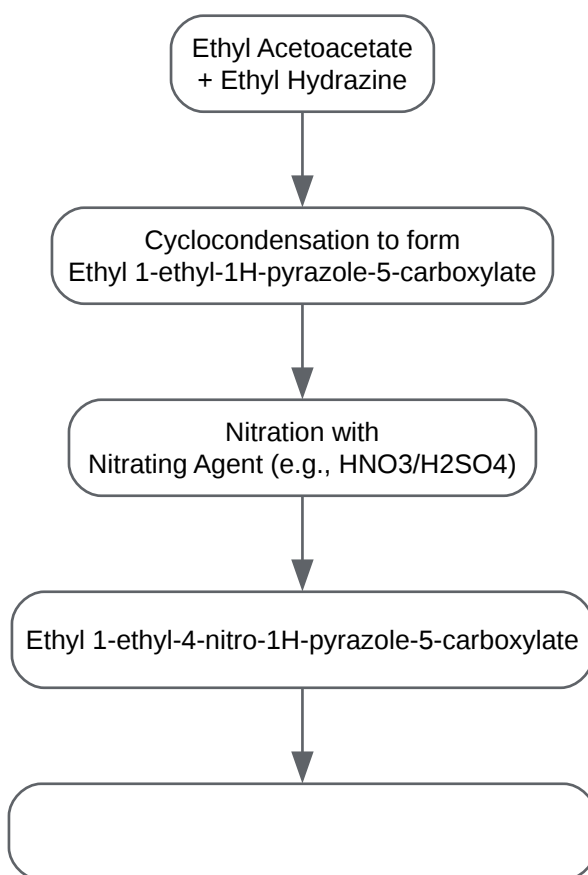 Ethyl Acetoacetate
+ Ethyl Hydrazine
Cyclocondensation to form
Ethyl 1-ethyl-1H-pyrazole-5-carboxylate
Nitration with
Nitrating Agent (e.g., HNO3/H2SO4)
Ethyl 1-ethyl-4-nitro-1H-pyrazole-5-carboxylate